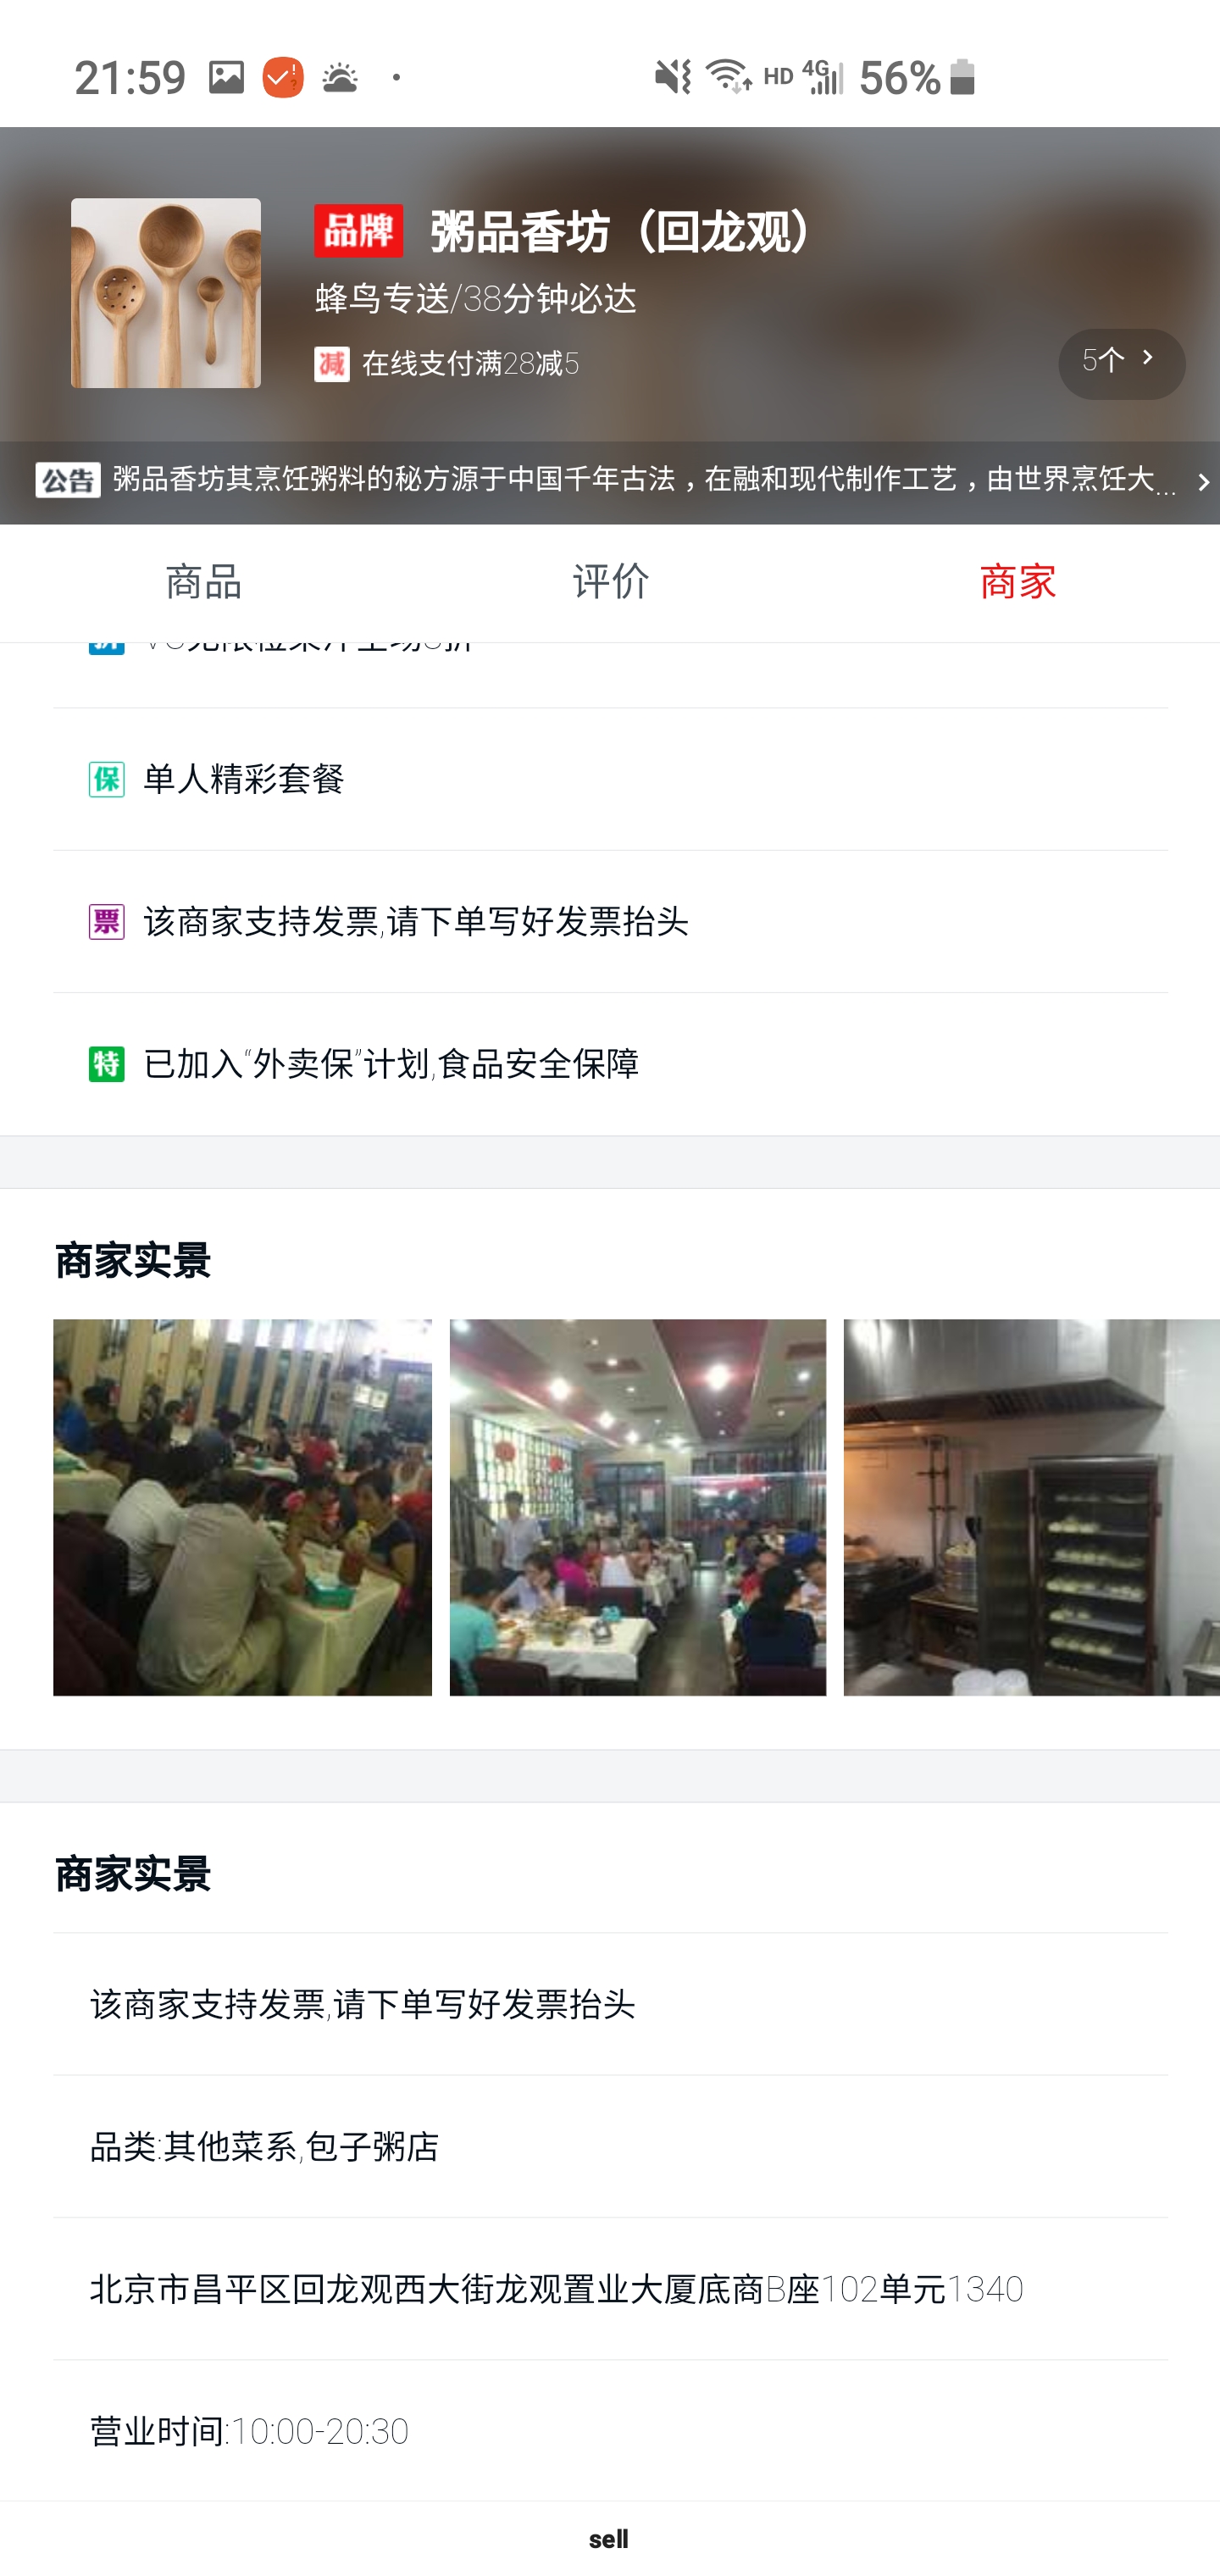 21:59 HD 4G 56%
品牌 粥品香坊（回龙观）
蜂鸟专送/38分钟必达
减 在线支付满28减5
5个
公告 粥品香坊其烹饪粥料的秘方源于中国千年古法，在融和现代制作工艺，由世界烹饪大...
商品 评价 商家
保 单人精彩套餐
票 该商家支持发票,请下单写好发票抬头
特 已加入“外卖保”计划,食品安全保障
商家实景
商家实景
该商家支持发票,请下单写好发票抬头
品类:其他菜系,包子粥店
北京市昌平区回龙观西大街龙观置业大厦底商B座102单元1340
营业时间:10:00-20:30
sell